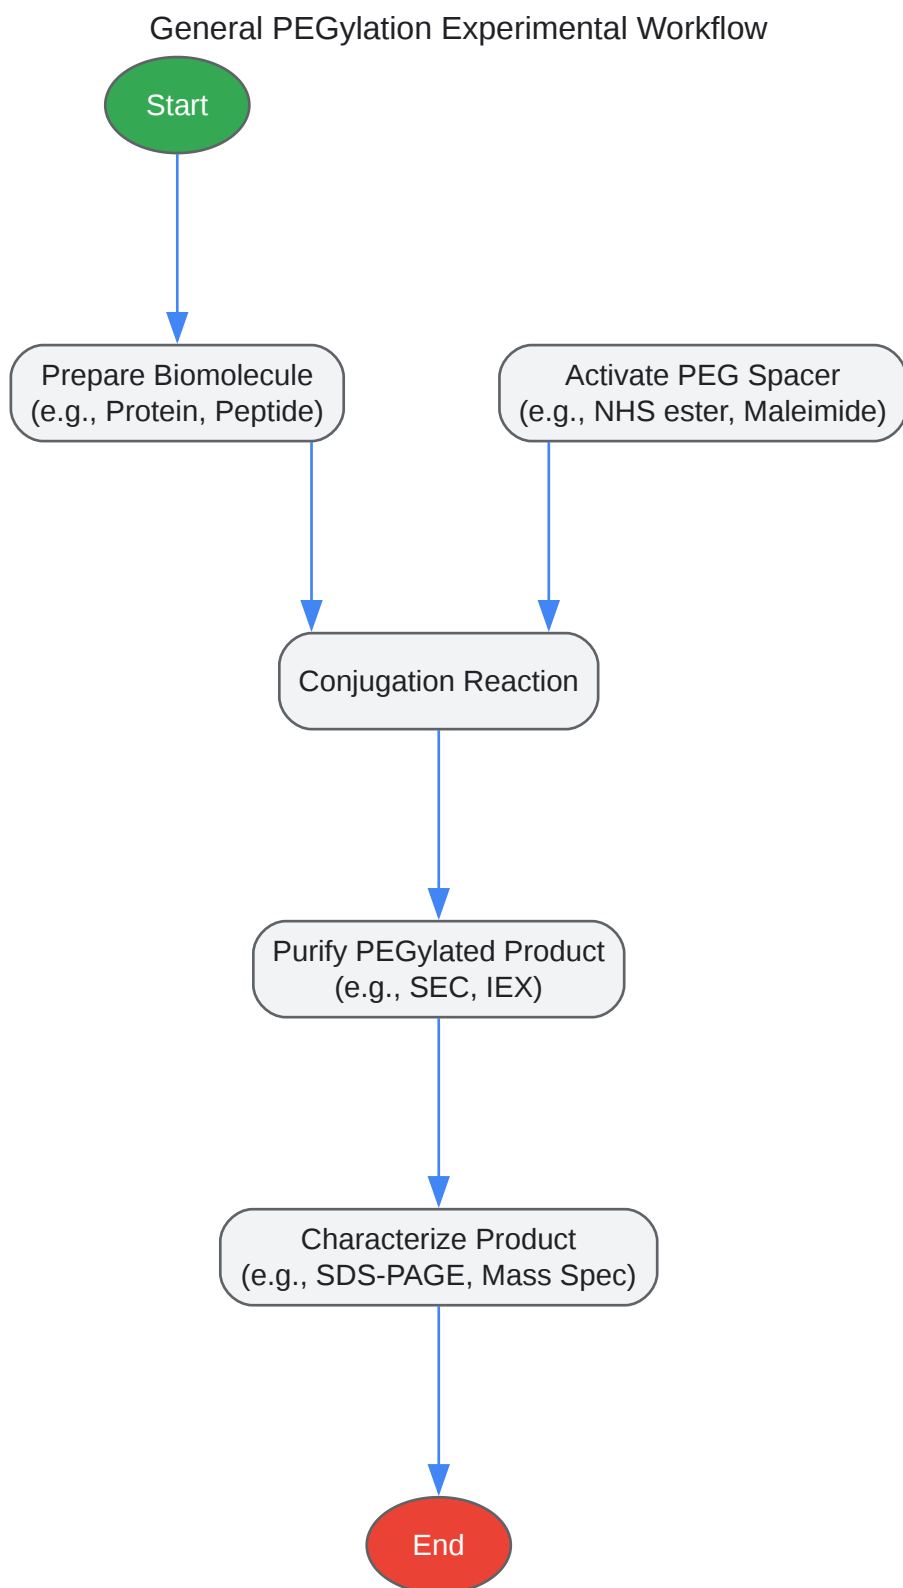 General PEGylation Experimental Workflow
Start
Prepare Biomolecule
(e.g., Protein, Peptide)
Activate PEG Spacer
(e.g., NHS ester, Maleimide)
Conjugation Reaction
Purify PEGylated Product
(e.g., SEC, IEX)
Characterize Product
(e.g., SDS-PAGE, Mass Spec)
End